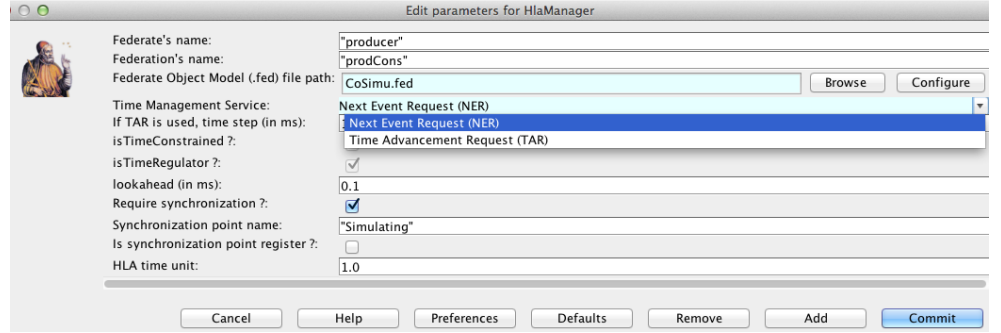 Edit parameters for HlaManager
Federate's name: "producer"
Federation's name: "prodCons"
Federate Object Model (.fed) file path: CoSimu.fed Browse Configure
Time Management Service: Next Event Request (NER)
If TAR is used, time step (in ms): Next Event Request (NER)
isTimeConstrained ?: Time Advancement Request (TAR)
isTimeRegulator ?:
lookahead (in ms): 0.1
Require synchronization ?:
Synchronization point name: "Simulating"
Is synchronization point register ?:
HLA time unit: 1.0
Cancel Help Preferences Defaults Remove Add Commit